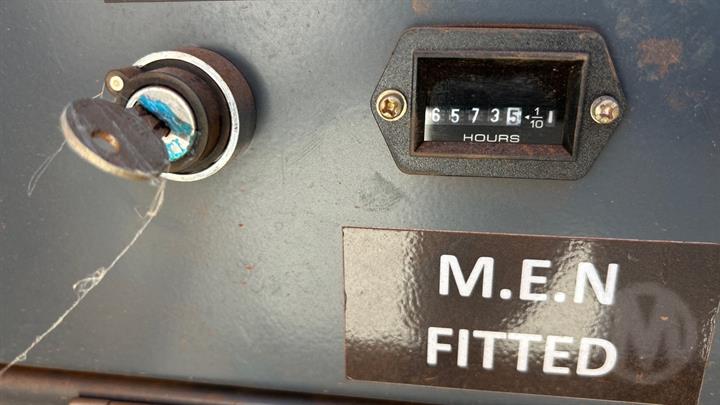 65735 ◂1/10
HOURS
M.E.N
FITTED